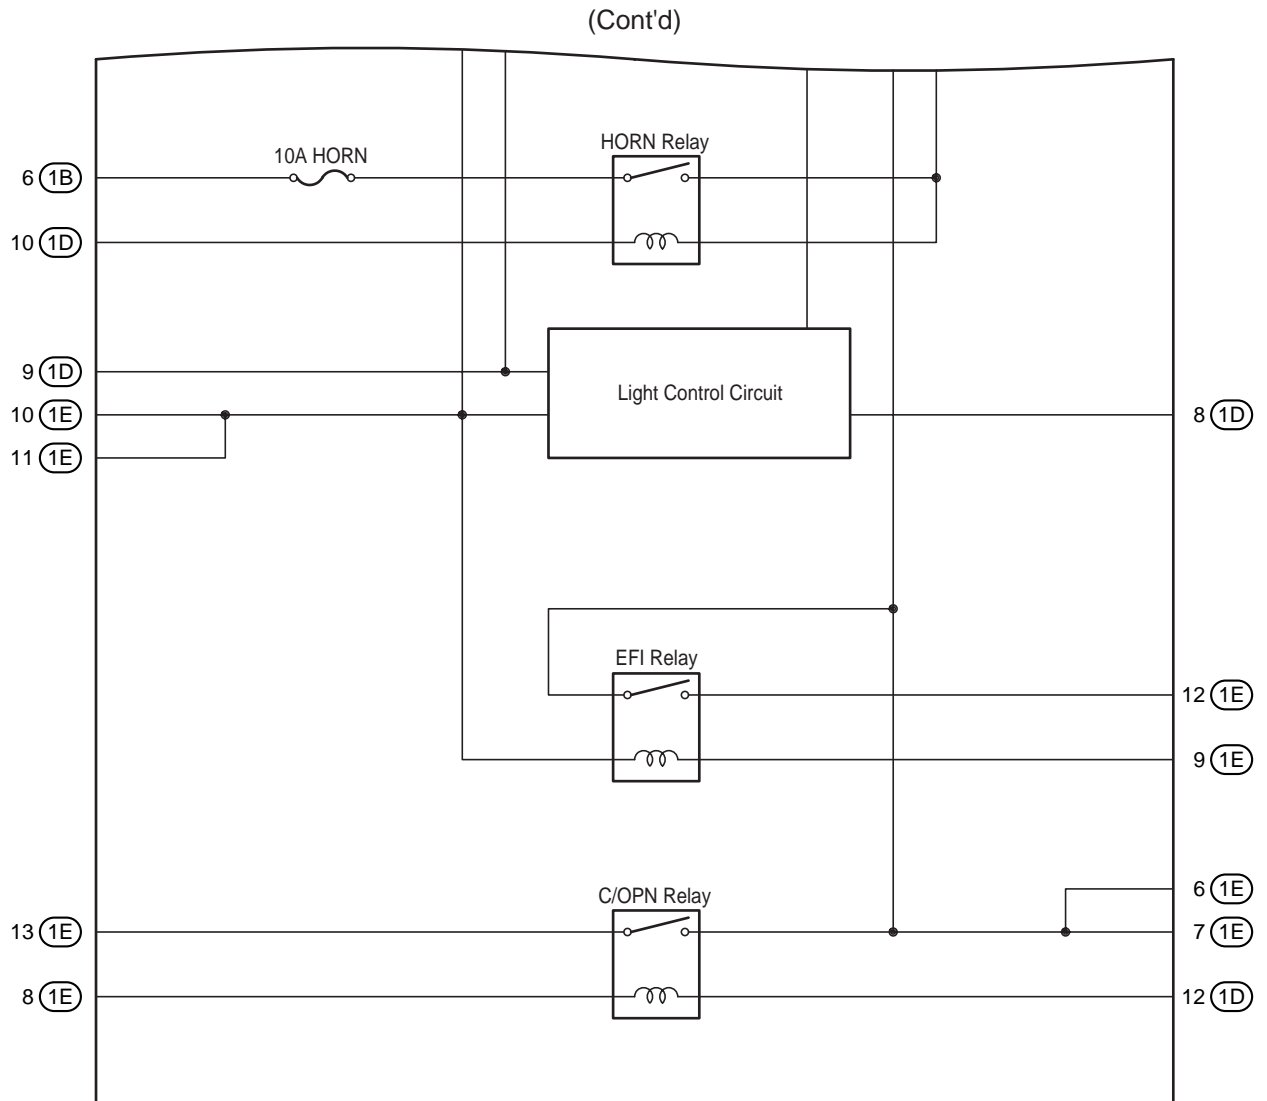 (Cont'd)
HORN Relay
10A HORN
6 1B
10 1D
9 1D
Light Control Circuit
10 1E
8 1D
11 1E
EFI Relay
12 1E
9 1E
6 1E
C/OPN Relay
13 1E
7 1E
8 1E
12 1D